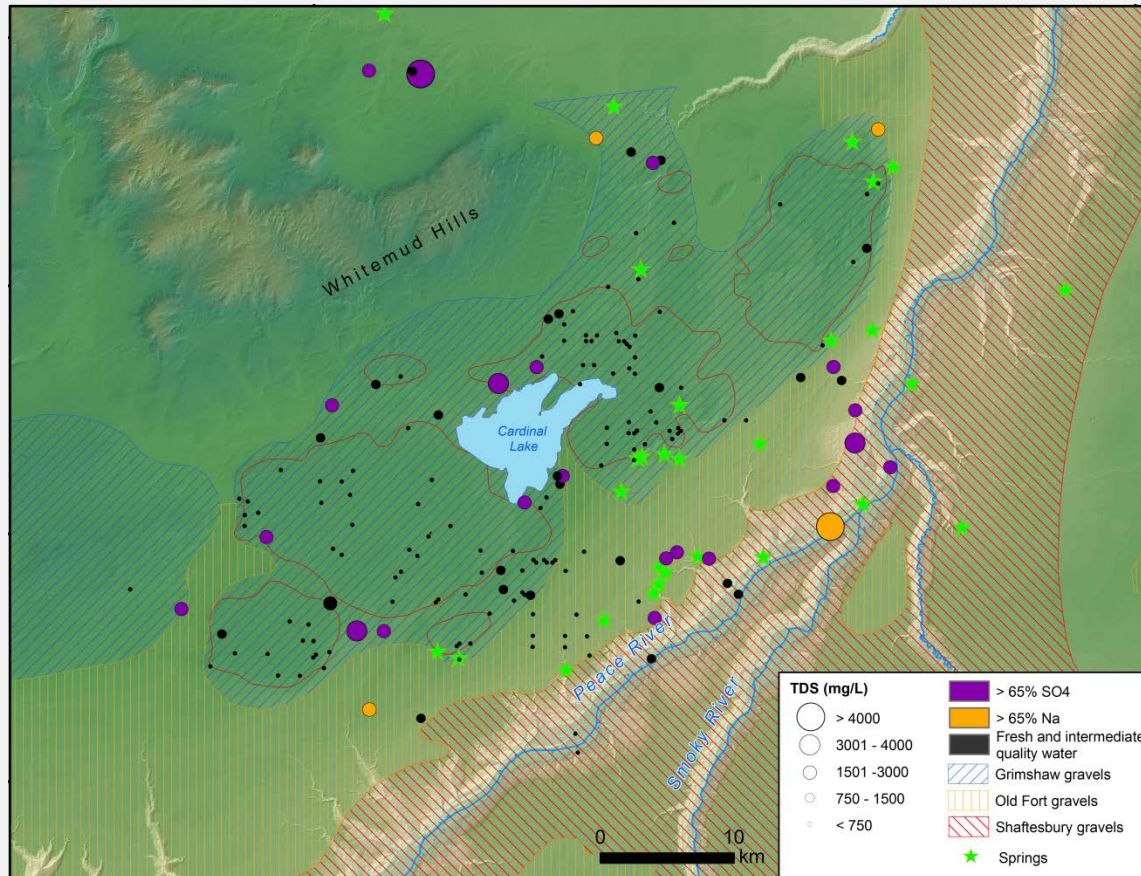 Whitemud Hills
Cardinal
Lake
Peace River
Smoky River
0 10
km
TDS (mg/L)
> 4000
3001 - 4000
1501 -3000
750 - 1500
< 750
> 65% SO4
> 65% Na
Fresh and intermediate
quality water
Grimshaw gravels
Old Fort gravels
Shaftesbury gravels
Springs